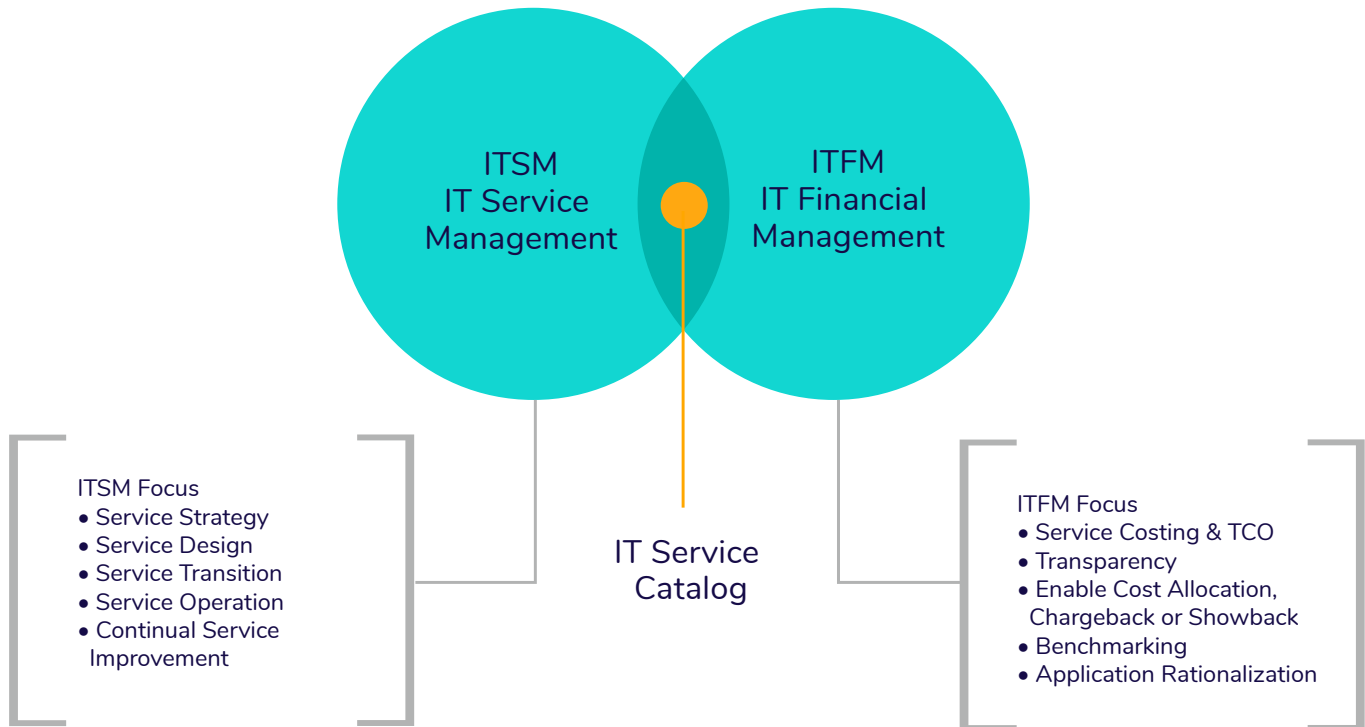 ITSM
IT Service
Management
ITFM
IT Financial
Management
ITSM Focus
• Service Strategy
• Service Design
• Service Transition
• Service Operation
• Continual Service
Improvement
IT Service
Catalog
ITFM Focus
• Service Costing & TCO
• Transparency
• Enable Cost Allocation,
Chargeback or Showback
• Benchmarking
• Application Rationalization